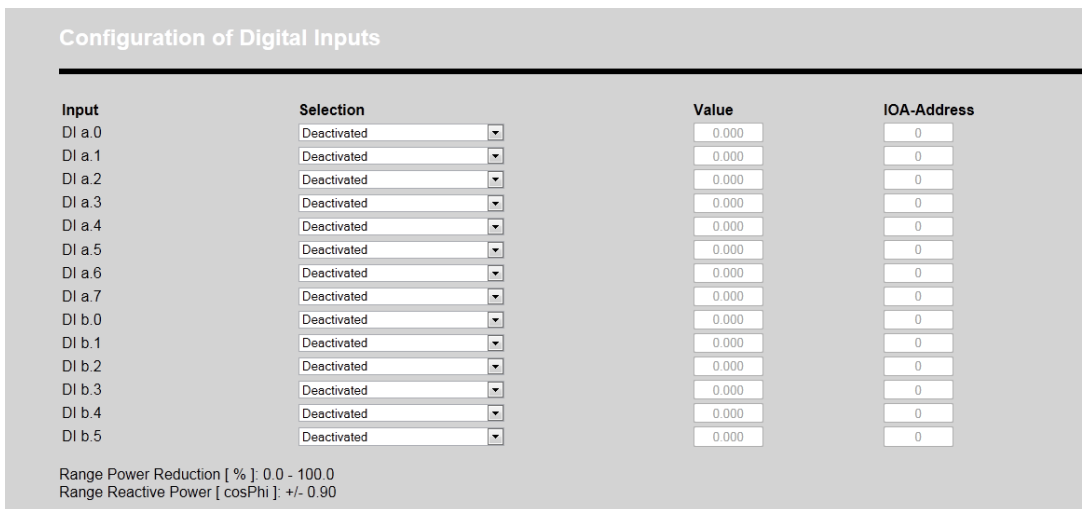 Configuration of Digital Inputs
Input Selection Value IOA-Address
DI a.0 Deactivated 0.000 0
DI a.1 Deactivated 0.000 0
DI a.2 Deactivated 0.000 0
DI a.3 Deactivated 0.000 0
DI a.4 Deactivated 0.000 0
DI a.5 Deactivated 0.000 0
DI a.6 Deactivated 0.000 0
DI a.7 Deactivated 0.000 0
DI b.0 Deactivated 0.000 0
DI b.1 Deactivated 0.000 0
DI b.2 Deactivated 0.000 0
DI b.3 Deactivated 0.000 0
DI b.4 Deactivated 0.000 0
DI b.5 Deactivated 0.000 0
Range Power Reduction [ % ]: 0.0 - 100.0
Range Reactive Power [ cosPhi ]: +/- 0.90